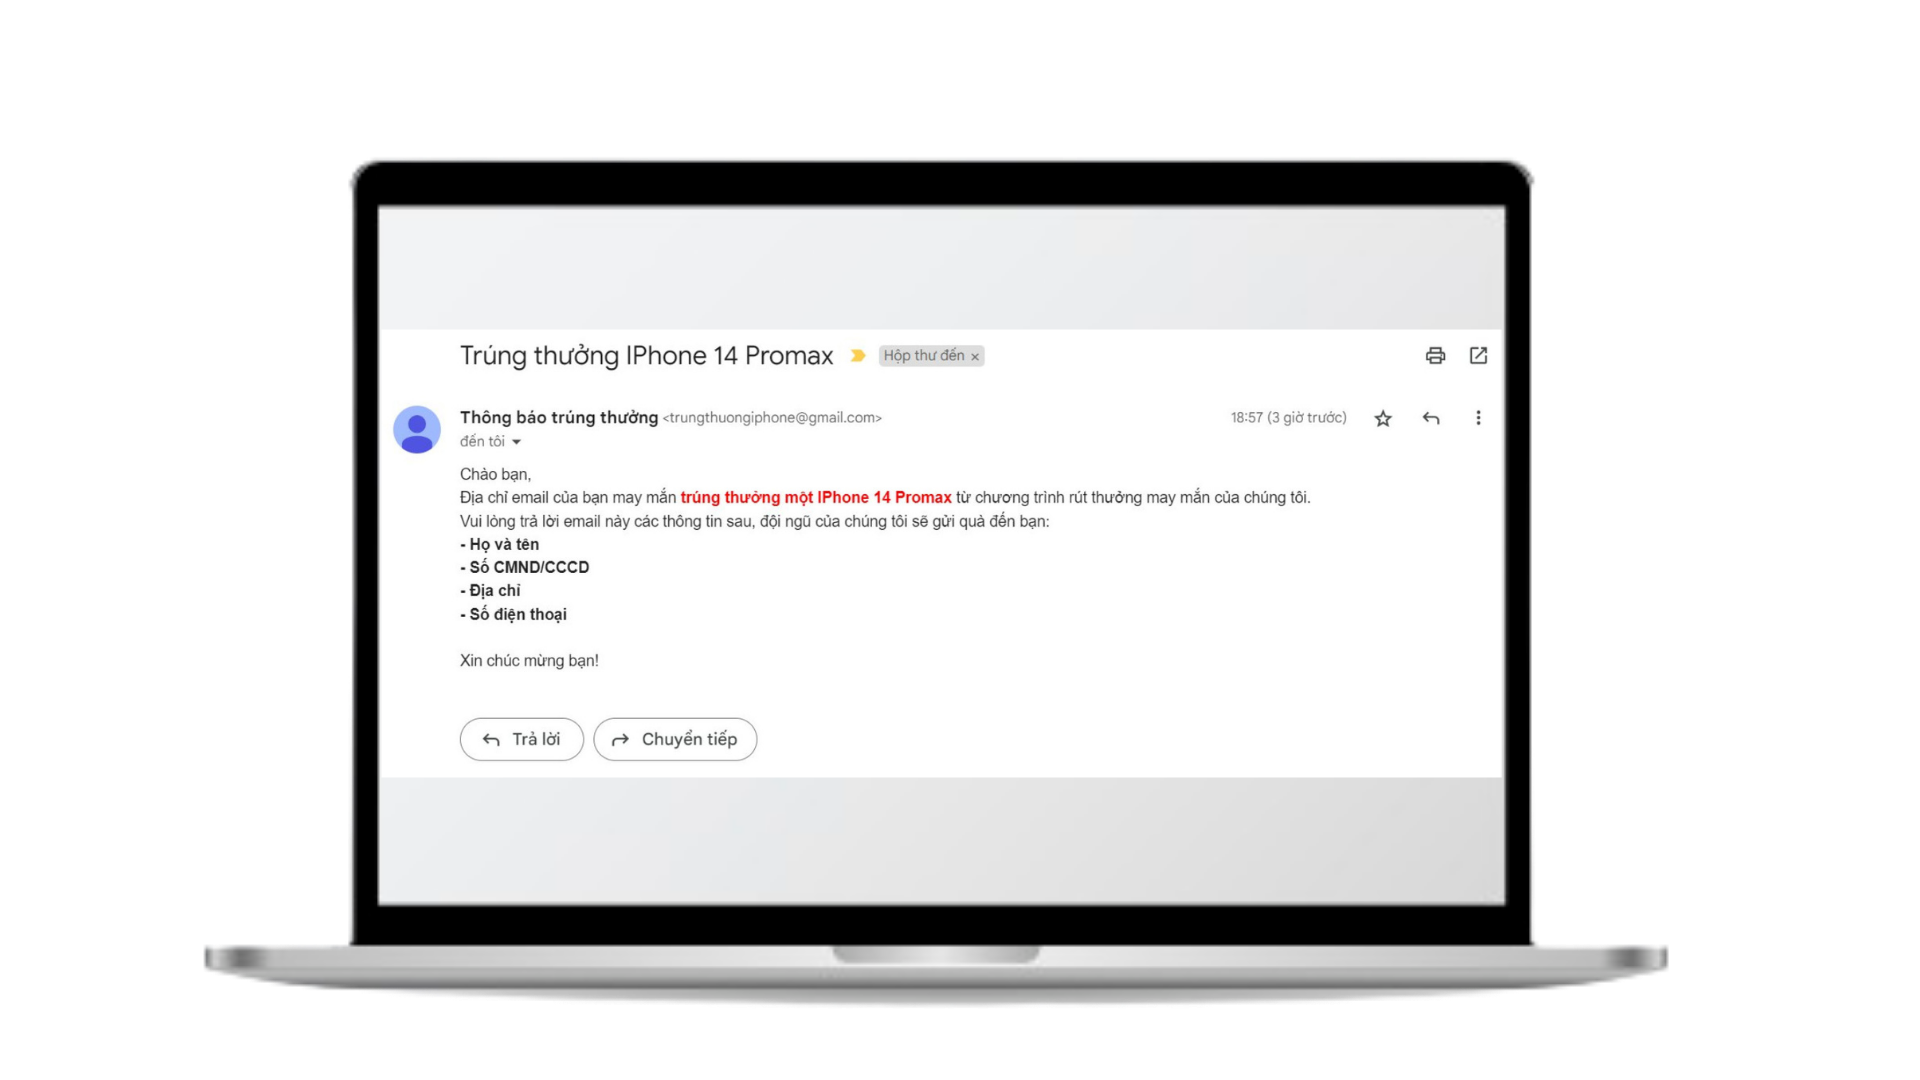 Trúng thưởng IPhone 14 Promax Hộp thư đến x
Thông báo trúng thưởng <trungthuongiphone@gmail.com> 18:57 (3 giờ trước)
đến tôi
Chào bạn,
Địa chỉ email của bạn may mắn trúng thưởng một IPhone 14 Promax từ chương trình rút thưởng may mắn của chúng tôi.
Vui lòng trả lời email này các thông tin sau, đội ngũ của chúng tôi sẽ gửi quà đến bạn:
- Họ và tên
- Số CMND/CCCD
- Địa chỉ
- Số điện thoại
Xin chúc mừng bạn!
Trả lời Chuyển tiếp